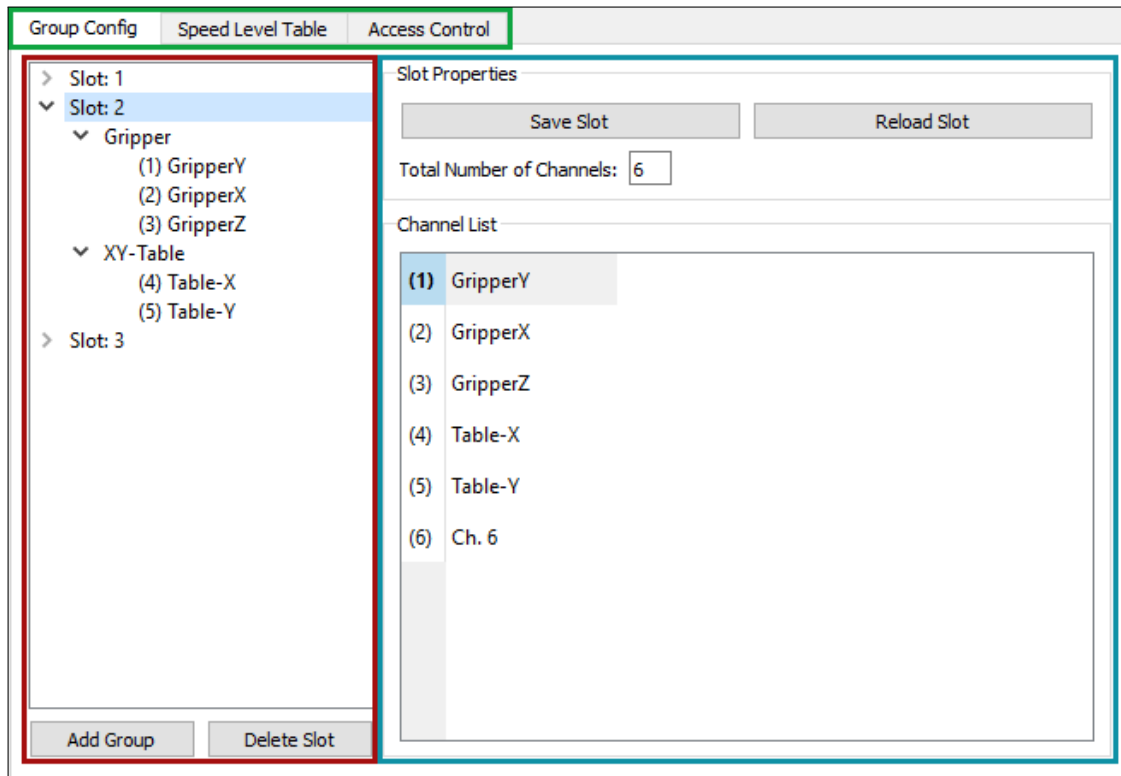 Group Config Speed Level Table Access Control
Slot: 1
Slot: 2
Gripper
(1) GripperY
(2) GripperX
(3) GripperZ
XY-Table
(4) Table-X
(5) Table-Y
Slot: 3
Add Group Delete Slot
Slot Properties
Save Slot Reload Slot
Total Number of Channels: 6
Channel List
(1) GripperY
(2) GripperX
(3) GripperZ
(4) Table-X
(5) Table-Y
(6) Ch. 6